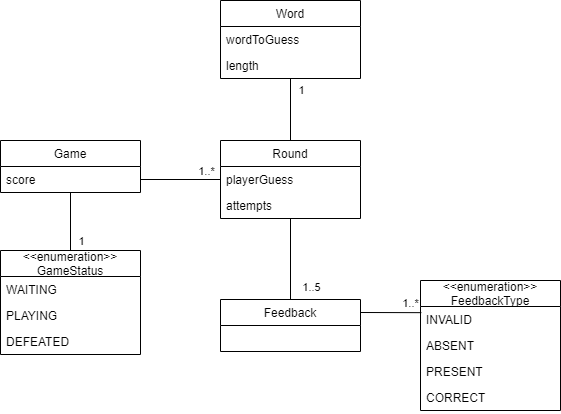 Word
wordToGuess
length
1
Game
score
1..*
Round
playerGuess
attempts
1
<<enumeration>>
GameStatus
WAITING
PLAYING
DEFEATED
1..5
Feedback
1..*
<<enumeration>>
FeedbackType
INVALID
ABSENT
PRESENT
CORRECT